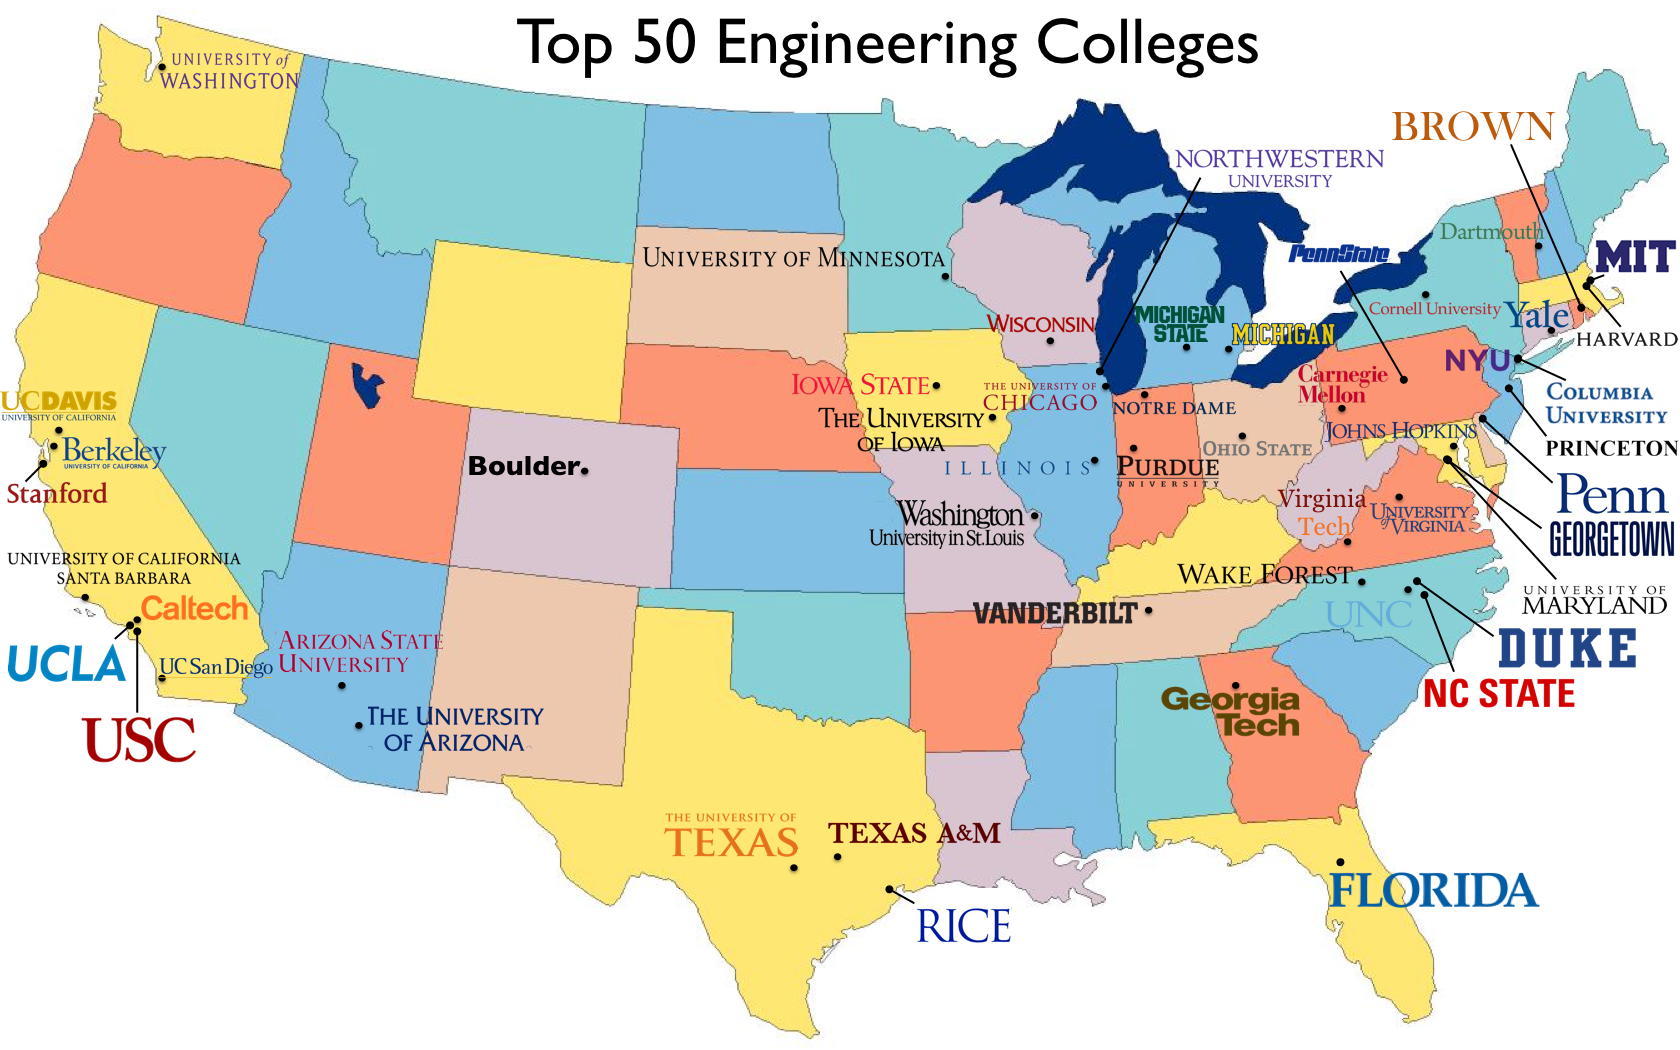 Top 50 Engineering Colleges
UNIVERSITY of
WASHINGTON
BROWN
NORTHWESTERN
UNIVERSITY
Dartmouth
PennState
MIT
UNIVERSITY OF MINNESOTA
Cornell University
Yale
HARVARD
WISCONSIN
MICHIGAN
STATE
MICHIGAN
NYU
Carnegie
Mellon
COLUMBIA
UNIVERSITY
IOWA STATE
THE UNIVERSITY OF
CHICAGO
NOTRE DAME
UCDAVIS
UNIVERSITY OF CALIFORNIA
THE UNIVERSITY
OF IOWA
JOHNS HOPKINS
PRINCETON
Berkeley
UNIVERSITY OF CALIFORNIA
OHIO STATE
Boulder
ILLINOIS
PURDUE
UNIVERSITY
Stanford
Penn
Virginia
Tech
UNIVERSITY
of VIRGINIA
Washington
University in St. Louis
GEORGETOWN
UNIVERSITY OF CALIFORNIA
SANTA BARBARA
WAKE FOREST
UNIVERSITY OF
MARYLAND
Caltech
VANDERBILT
UNC
DUKE
UCLA
ARIZONA STATE
UNIVERSITY
UC San Diego
NC STATE
Georgia
Tech
USC
THE UNIVERSITY
OF ARIZONA
THE UNIVERSITY OF
TEXAS
TEXAS A&M
FLORIDA
RICE